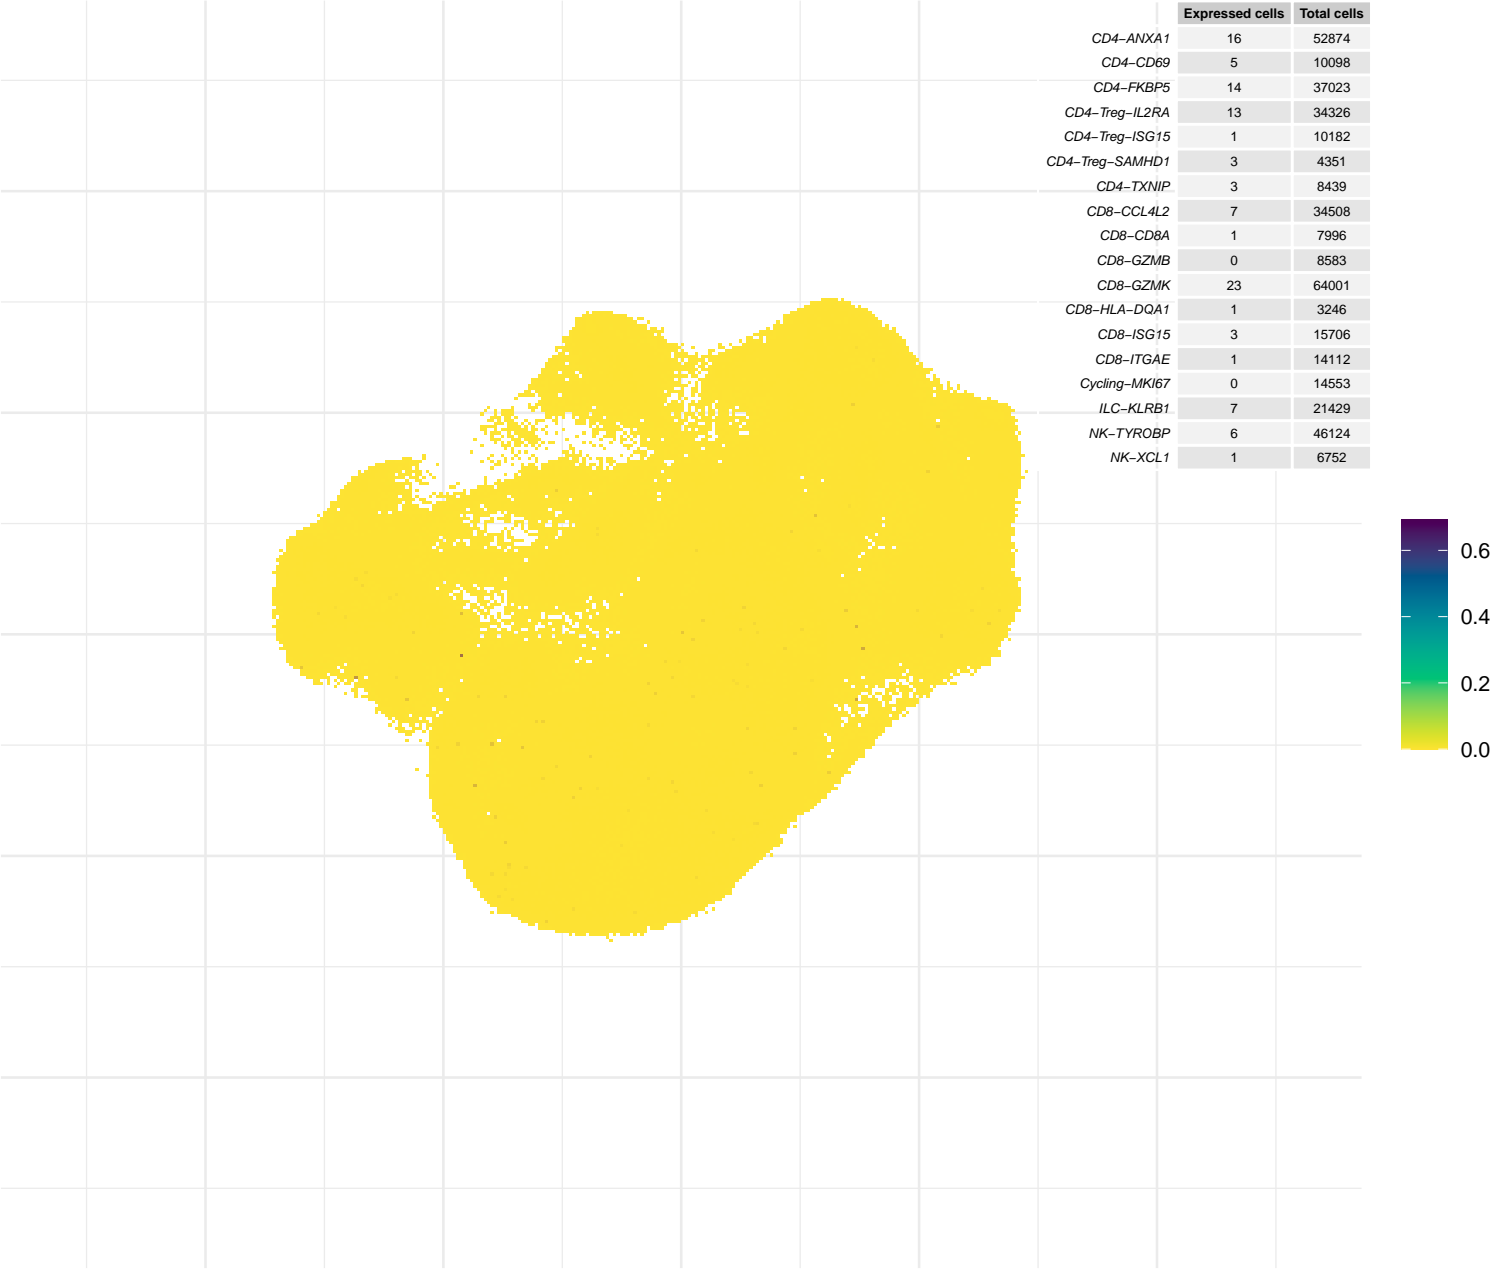 Expressed cells Total cells
CD4−ANXA1 16 52874
CD4−CD69 5 10098
CD4−FKBP5 14 37023
CD4−Treg−IL2RA 13 34326
CD4−Treg−ISG15 1 10182
CD4−Treg−SAMHD1 3 4351
CD4−TXNIP 3 8439
CD8−CCL4L2 7 34508
CD8−CD8A 1 7996
CD8−GZMB 0 8583
CD8−GZMK 23 64001
CD8−HLA−DQA1 1 3246
CD8−ISG15 3 15706
CD8−ITGAE 1 14112
Cycling−MKI67 0 14553
ILC−KLRB1 7 21429
NK−TYROBP 6 46124
NK−XCL1 1 6752
0.6
0.4
0.2
0.0